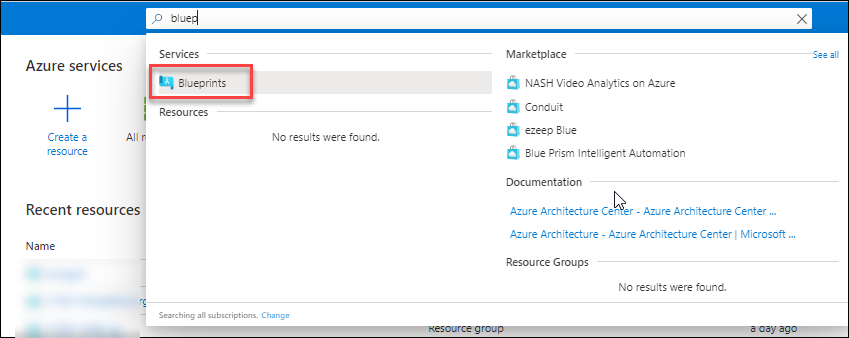 bluep
Azure services
Create a
resource
All re
Recent resources
Name
Services
Blueprints
Resources
No results were found.
Marketplace
See all
NASH Video Analytics on Azure
Conduit
ezeep Blue
Blue Prism Intelligent Automation
Documentation
Azure Architecture Center - Azure Architecture Center ...
Azure Architecture - Azure Architecture Center | Microsoft ...
Resource Groups
No results were found.
Searching all subscriptions. Change
Resource group
a day ago